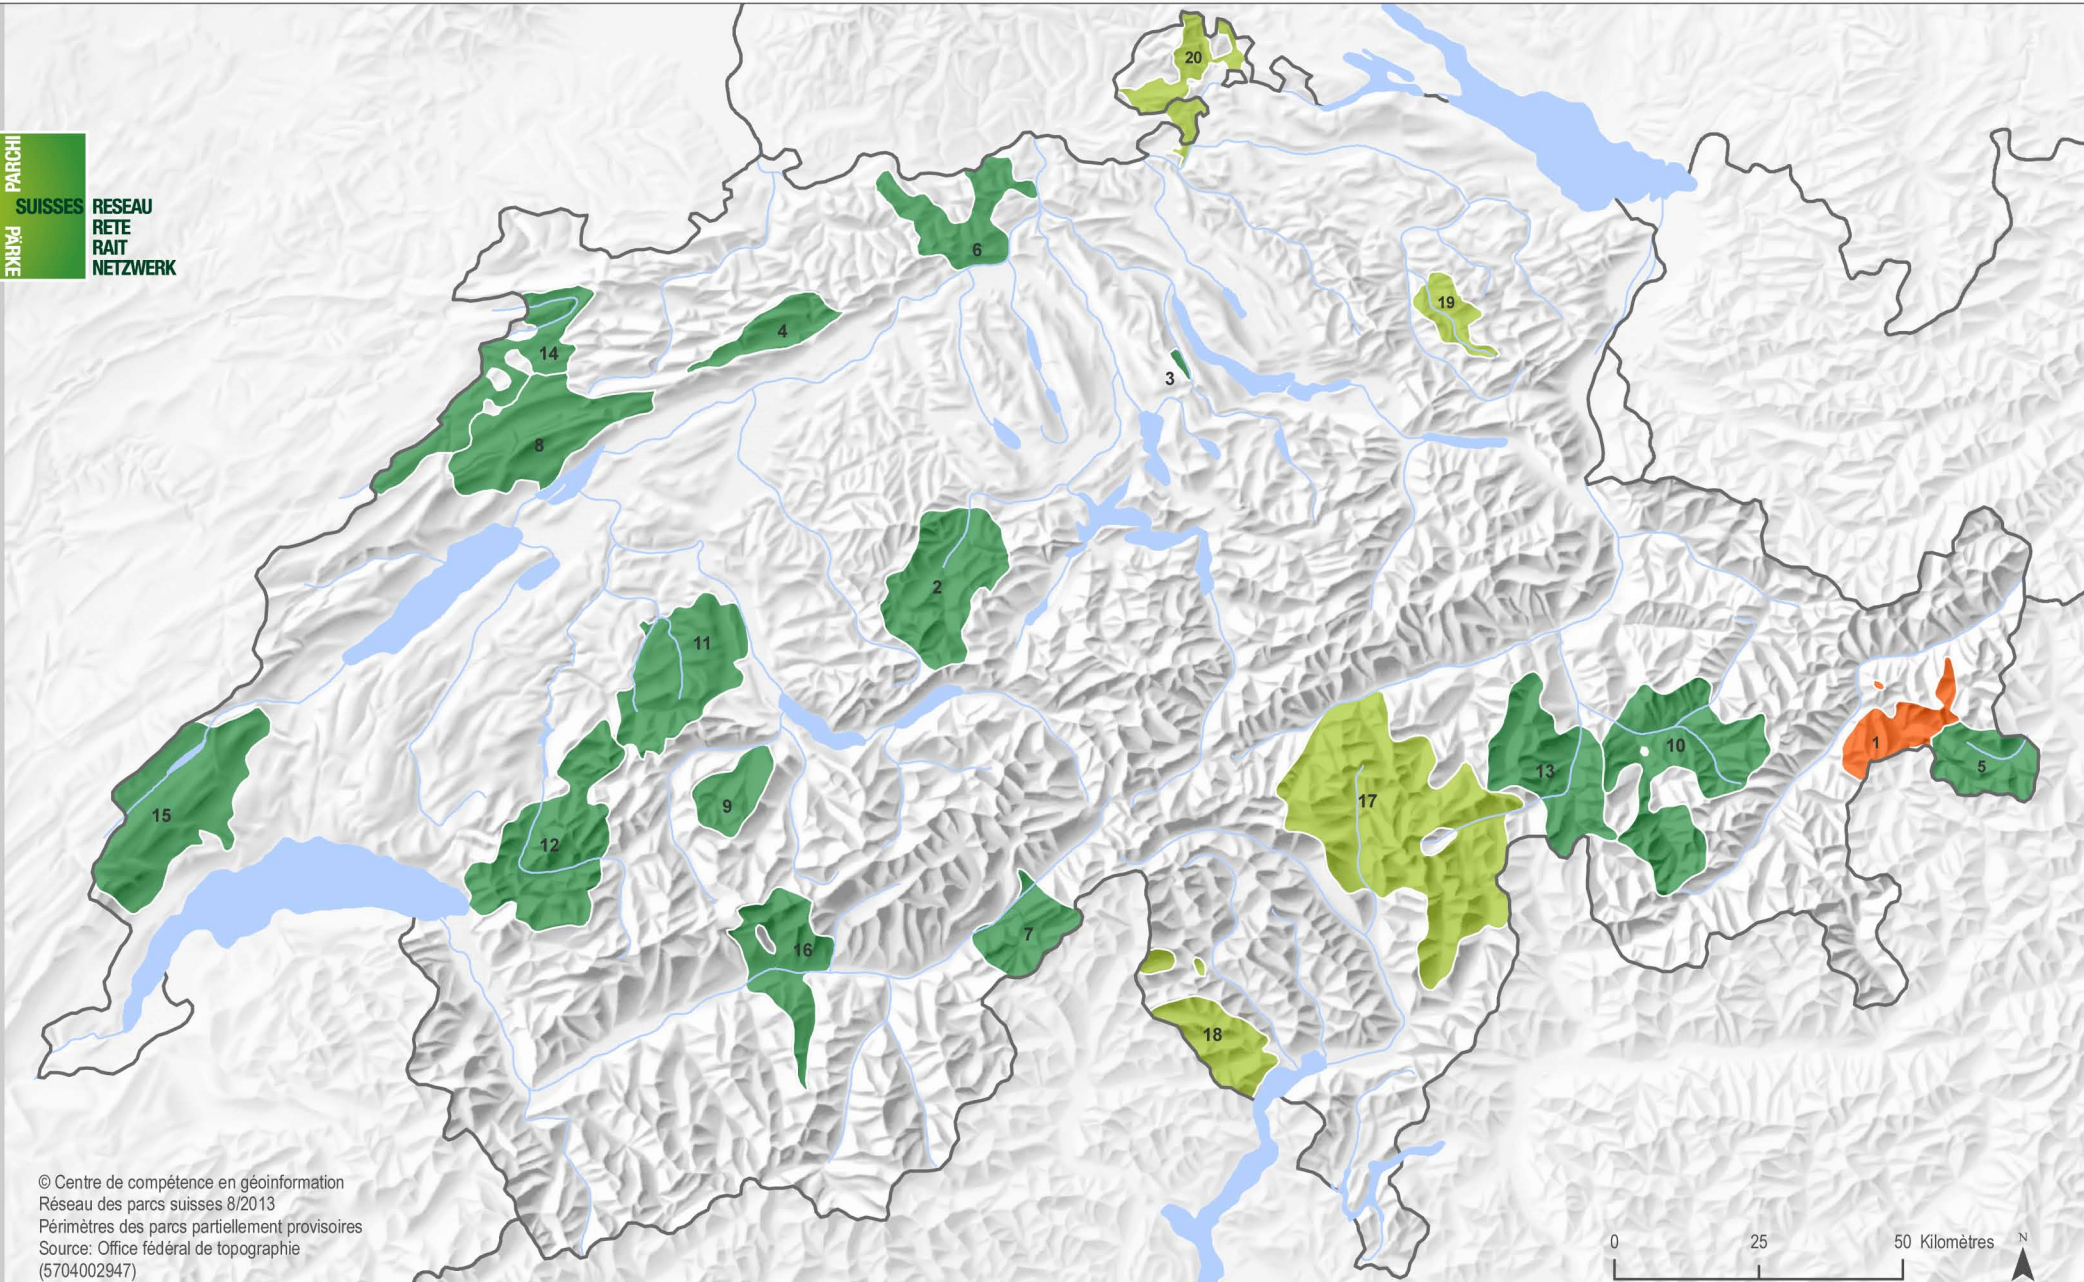 PARCHI
SUISSES
PÄRKE
RESEAU
RETE
RAIT
NETZWERK
20
6
4
19
14
3
8
2
11
1
10
5
13
9
17
15
12
7
16
18
© Centre de compétence en géoinformation
Réseau des parcs suisses 8/2013
Périmètres des parcs partiellement provisoires
Source: Office fédéral de topographie
(5704002947)
0 25 50 Kilomètres
N